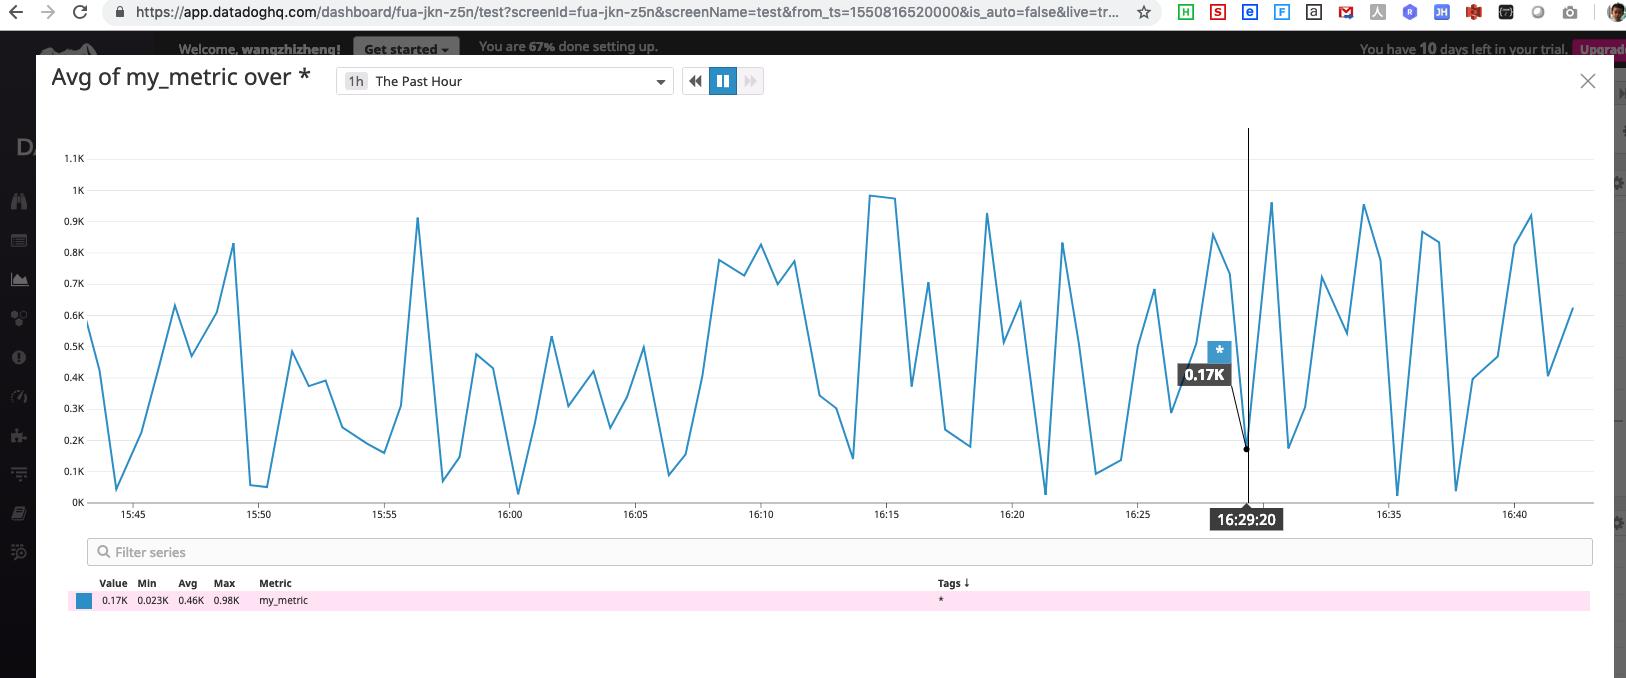 https://app.datadoghq.com/dashboard/fua-jkn-z5n/test?screenId=fua-jkn-z5n&screenName=test&from_ts=1550816520000&is_auto=false&live=tr...
H S e F a JH R
Welcome, wangzhizheng! Get started You are 67% done setting up. You have 10 days left in your trial. Upgrad
Avg of my_metric over * 1h The Past Hour
1.1K
1K
0.9K
0.8K
0.7K
0.6K
0.5K
0.4K
0.3K
0.2K
0.1K
0K
*
0.17K
15:45 15:50 15:55 16:00 16:05 16:10 16:15 16:20 16:25 16:35 16:40
16:29:20
Filter series
Value Min Avg Max Metric Tags ↓
0.17K 0.023K 0.46K 0.98K my_metric *